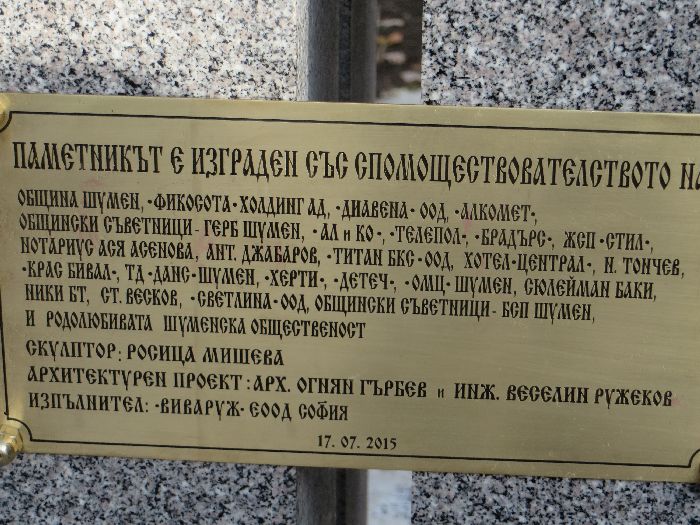 ПАМЕТНИКЪТ Е ИЗГРАДЕН СЪС СПОМОЩЕСТВОВАТЕЛСТВОТО НА
ОБЩИНА ШУМЕН, •ФИКОСОТА•ХОЛДИНГ АД, •ДИАВЕНА• ООД, •АЛКОМЕТ•,
ОБЩИНСКИ СЪВЕТНИЦИ - ГЕРБ ШУМЕН, •АЛ и КО•, •ТЕЛЕПОЛ•, •БРАДЪРС•, ЖСП •СТИЛ•,
НОТАРИУС АСЯ АСЕНОВА, АНТ. ДЖАБАРОВ, •ТИТАН БКС•ООД, ХОТЕЛ•ЦЕНТРАЛ•, Н. ТОНЧЕВ,
•КРАС БИВАЛ•, ТД •ДАНС•ШУМЕН, •ХЕРТИ•, •ДЕТЕЧ•, •ОМЦ• ШУМЕН, СЮЛЕЙМАН БАКИ,
НИКИ БТ, СТ. ВЕСКОВ, •СВЕТЛИНА•ООД, ОБЩИНСКИ СЪВЕТНИЦИ - БСП ШУМЕН,
И РОДОЛЮБИВАТА ШУМЕНСКА ОБЩЕСТВЕНОСТ
СКУЛПТОР: РОСИЦА МИШЕВА
АРХИТЕКТУРЕН ПРОЕКТ: АРХ. ОГНЯН ГЪРБЕВ и ИНЖ. ВЕСЕЛИН РУЖЕКОВ
ИЗПЪЛНИТЕЛ: •ВИВАРУЖ• ЕООД СОФИЯ
17. 07. 2015